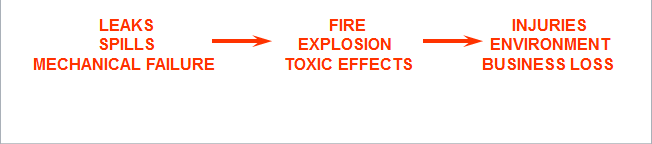 LEAKS
SPILLS
MECHANICAL FAILURE
FIRE
EXPLOSION
TOXIC EFFECTS
INJURIES
ENVIRONMENT
BUSINESS LOSS